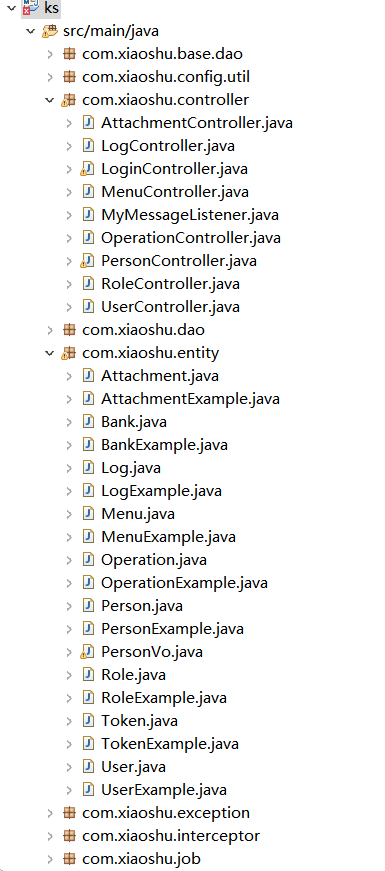 ks
src/main/java
com.xiaoshu.base.dao
com.xiaoshu.config.util
com.xiaoshu.controller
AttachmentController.java
LogController.java
LoginController.java
MenuController.java
MyMessageListener.java
OperationController.java
PersonController.java
RoleController.java
UserController.java
com.xiaoshu.dao
com.xiaoshu.entity
Attachment.java
AttachmentExample.java
Bank.java
BankExample.java
Log.java
LogExample.java
Menu.java
MenuExample.java
Operation.java
OperationExample.java
Person.java
PersonExample.java
PersonVo.java
Role.java
RoleExample.java
Token.java
TokenExample.java
User.java
UserExample.java
com.xiaoshu.exception
com.xiaoshu.interceptor
com.xiaoshu.job